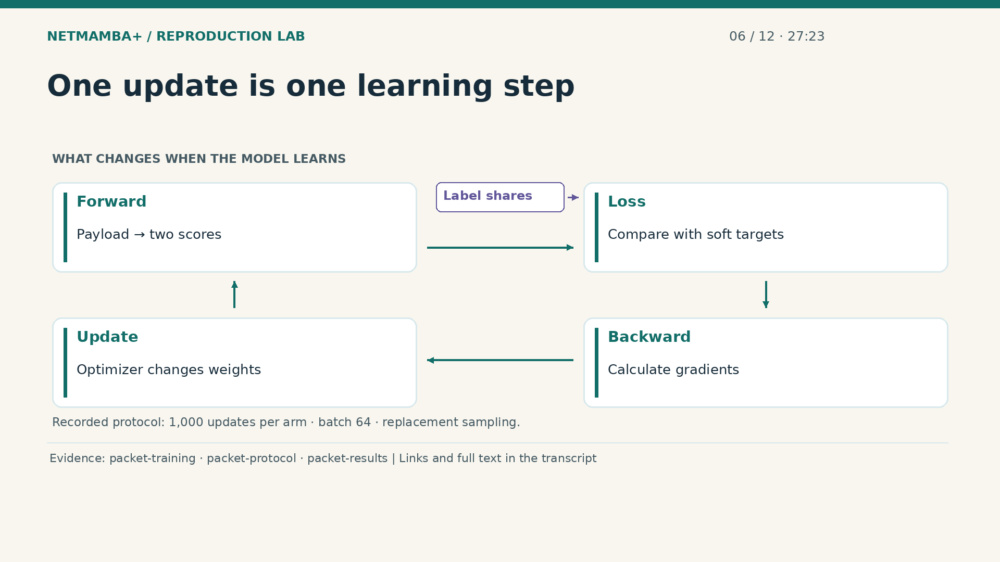 NETMAMBA+ / REPRODUCTION LAB
06 / 12 · 27:23
One update is one learning step
WHAT CHANGES WHEN THE MODEL LEARNS
Forward
Payload → two scores
Label shares
Loss
Compare with soft targets
Update
Optimizer changes weights
Backward
Calculate gradients
Recorded protocol: 1,000 updates per arm · batch 64 · replacement sampling.
Evidence: packet-training · packet-protocol · packet-results | Links and full text in the transcript